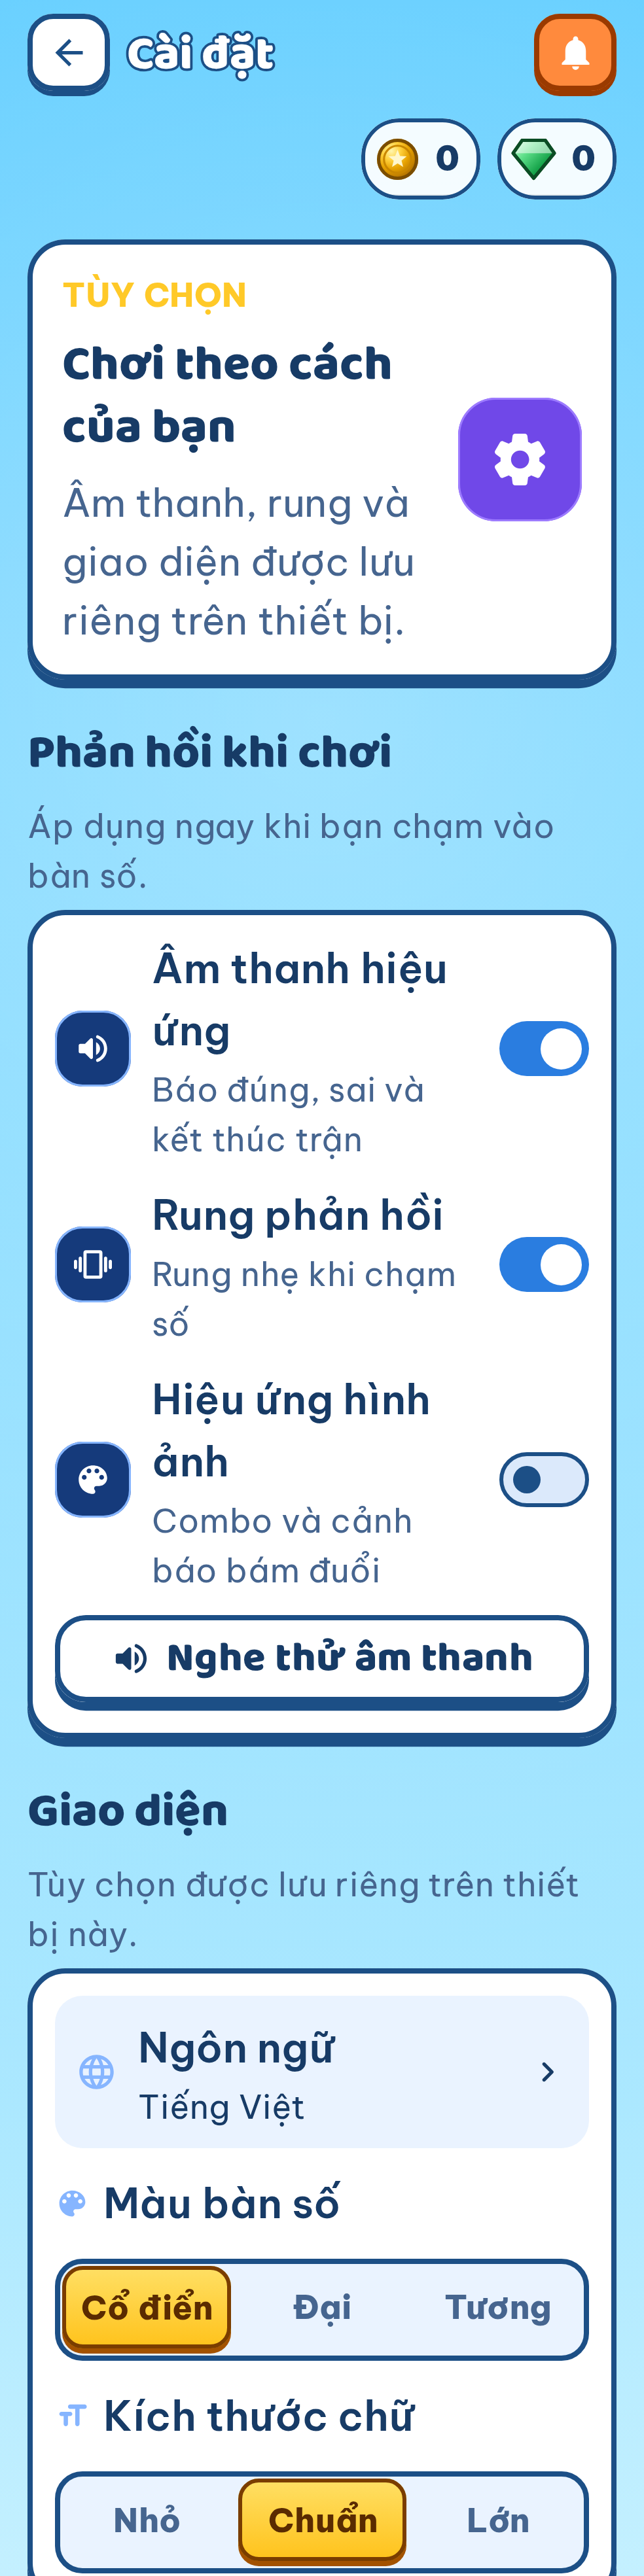 Cài đặt
0
0
TÙY CHỌN
Chơi theo cách
của bạn
Âm thanh, rung và
giao diện được lưu
riêng trên thiết bị.
Phản hồi khi chơi
Áp dụng ngay khi bạn chạm vào
bàn số.
Âm thanh hiệu
ứng
Báo đúng, sai và
kết thúc trận
Rung phản hồi
Rung nhẹ khi chạm
số
Hiệu ứng hình
ảnh
Combo và cảnh
báo bám đuổi
Nghe thử âm thanh
Giao diện
Tùy chọn được lưu riêng trên thiết
bị này.
Ngôn ngữ
Tiếng Việt
Màu bàn số
Cổ điển
Đại
Tương
Kích thước chữ
Nhỏ
Chuẩn
Lớn